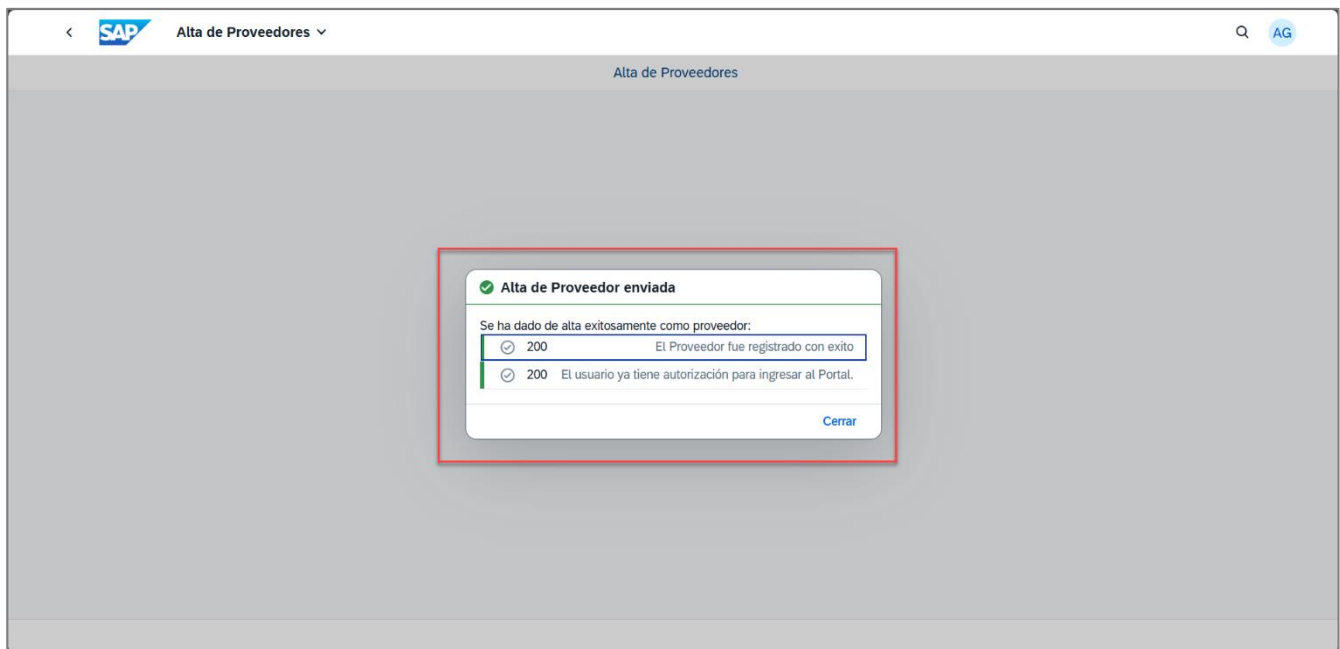 SAP Alta de Proveedores AG
Alta de Proveedores
Alta de Proveedor enviada
Se ha dado de alta exitosamente como proveedor:
200 El Proveedor fue registrado con exito
200 El usuario ya tiene autorización para ingresar al Portal.
Cerrar